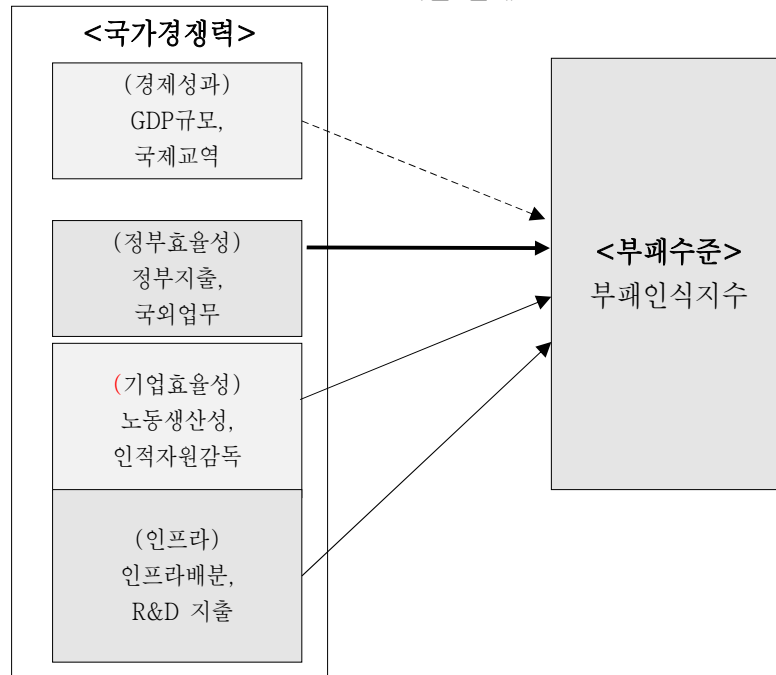 <국가경쟁력>
(경제성과)
GDP규모,
국제교역
(정부효율성)
정부지출,
국외업무
(기업효율성)
노동생산성,
인적자원감독
(인프라)
인프라배분,
R&D 지출
<부패수준>
부패인식지수